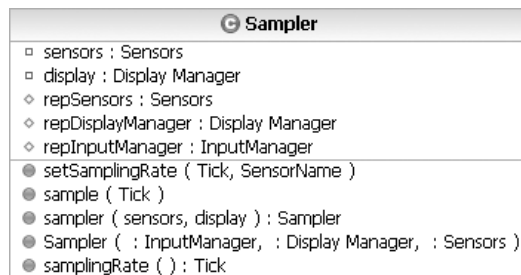 Sampler
sensors : Sensors
display : Display Manager
repSensors : Sensors
repDisplayManager : Display Manager
repInputManager : InputManager
setSamplingRate ( Tick, SensorName )
sample ( Tick )
sampler ( sensors, display ) : Sampler
Sampler ( : InputManager, : Display Manager, : Sensors )
samplingRate ( ) : Tick